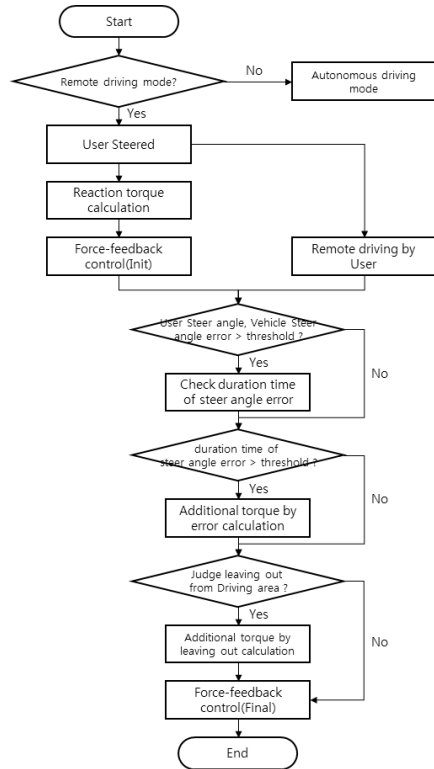 Start
Remote driving mode?
No
Autonomous driving
mode
Yes
User Steered
Reaction torque
calculation
Force-feedback
control(Init)
Remote driving by
User
User Steer angle, Vehicle Steer
angle error > threshold ?
Yes
No
Check duration time
of steer angle error
duration time of
steer angle error > threshold ?
Yes
No
Additional torque by
error calculation
Judge leaving out
from Driving area ?
Yes
No
Additional torque by
leaving out calculation
Force-feedback
control(Final)
End